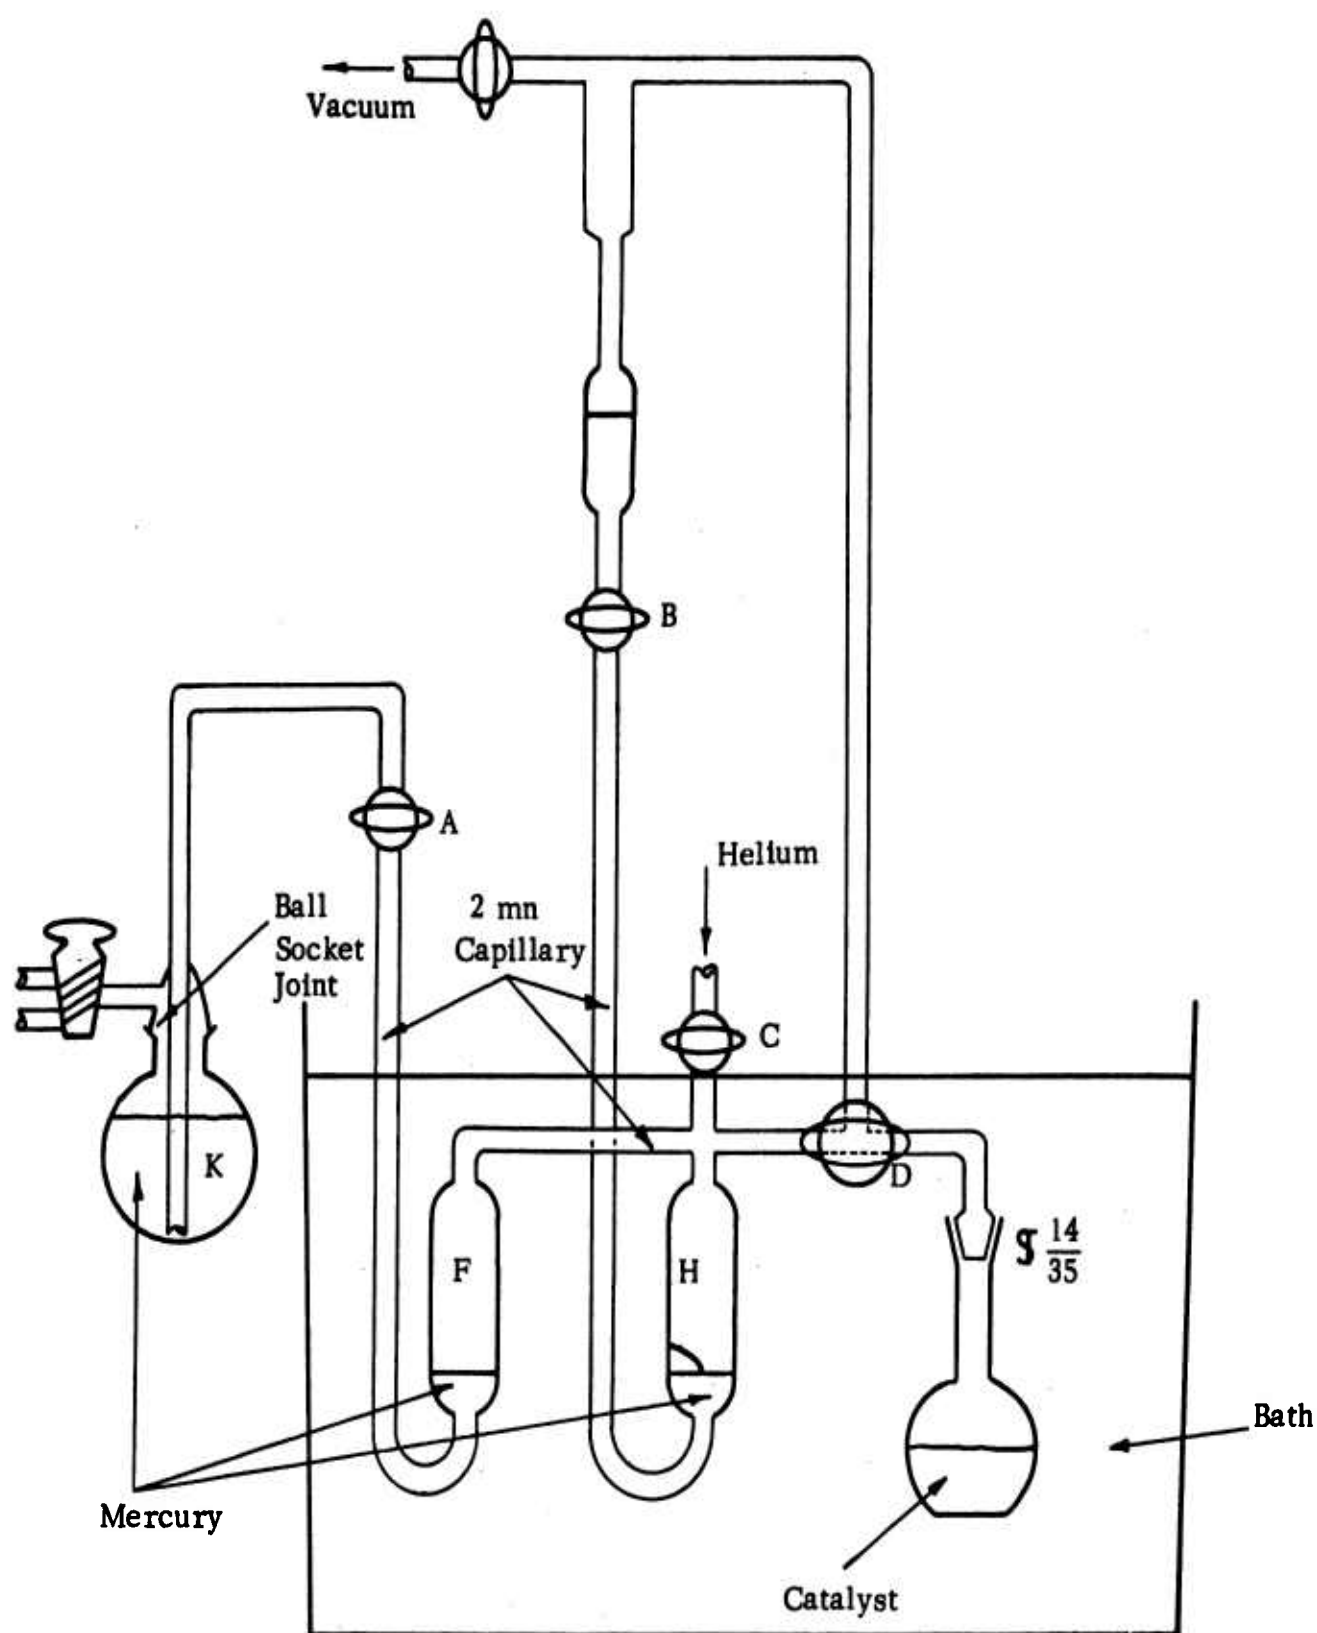 Vacuum
B
A
Helium
Ball
Socket
Joint
2 mn
Capillary
C
K
D
F
H
14
35
Bath
Mercury
Catalyst